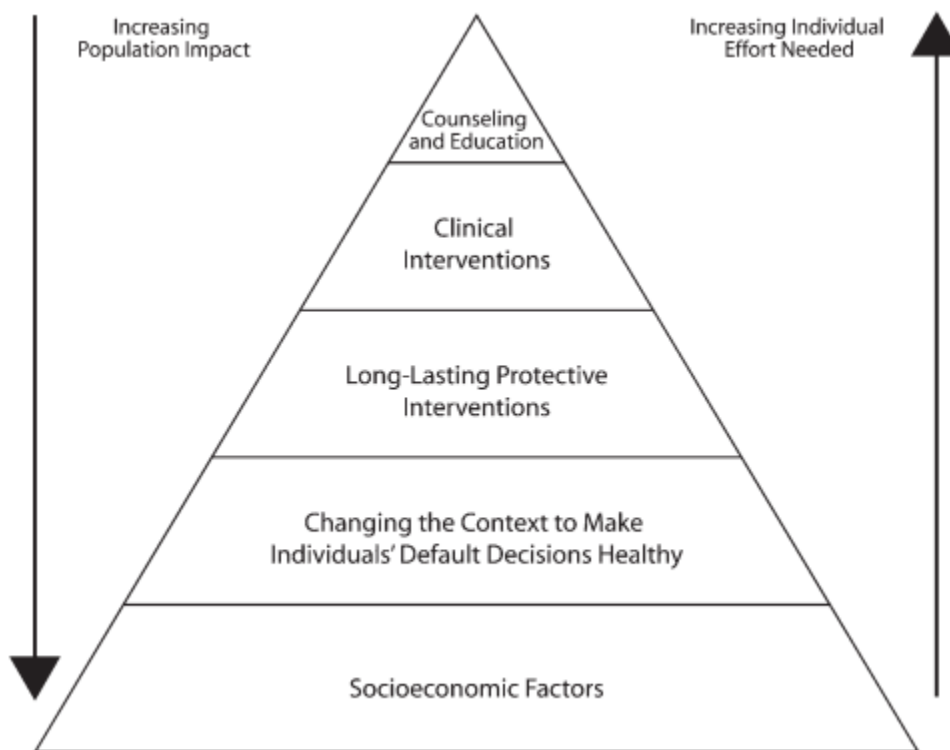 Increasing
Population Impact
Increasing Individual
Effort Needed
Counseling
and Education
Clinical
Interventions
Long-Lasting Protective
Interventions
Changing the Context to Make
Individuals’ Default Decisions Healthy
Socioeconomic Factors